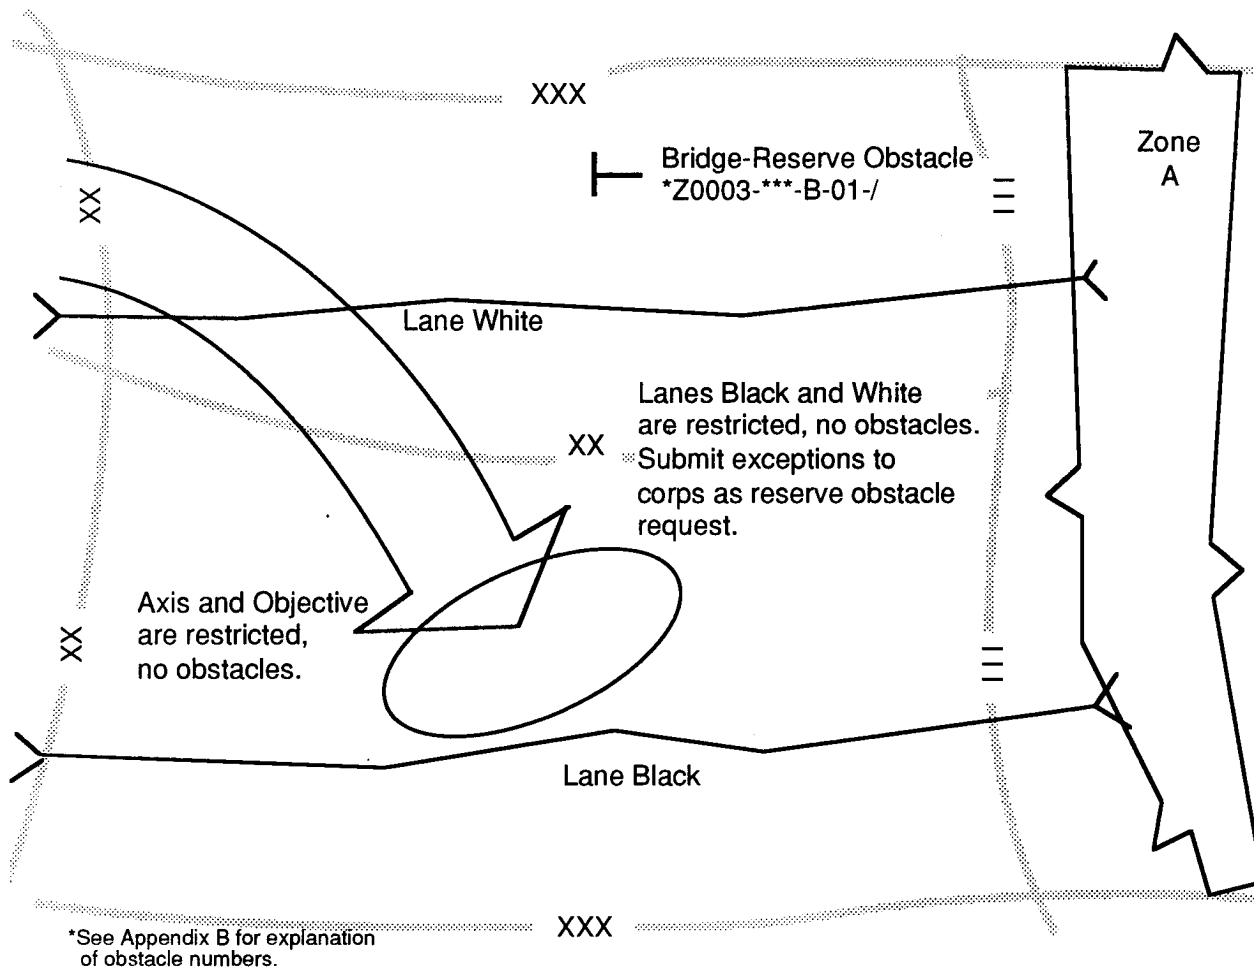 XXX
Bridge-Reserve Obstacle
*Z0003-***-B-01-/
Zone
A
XX
III
Lane White
Lanes Black and White
are restricted, no obstacles.
Submit exceptions to
corps as reserve obstacle
request.
XX
Axis and Objective
are restricted,
no obstacles.
XX
III
Lane Black
XXX
*See Appendix B for explanation
of obstacle numbers.